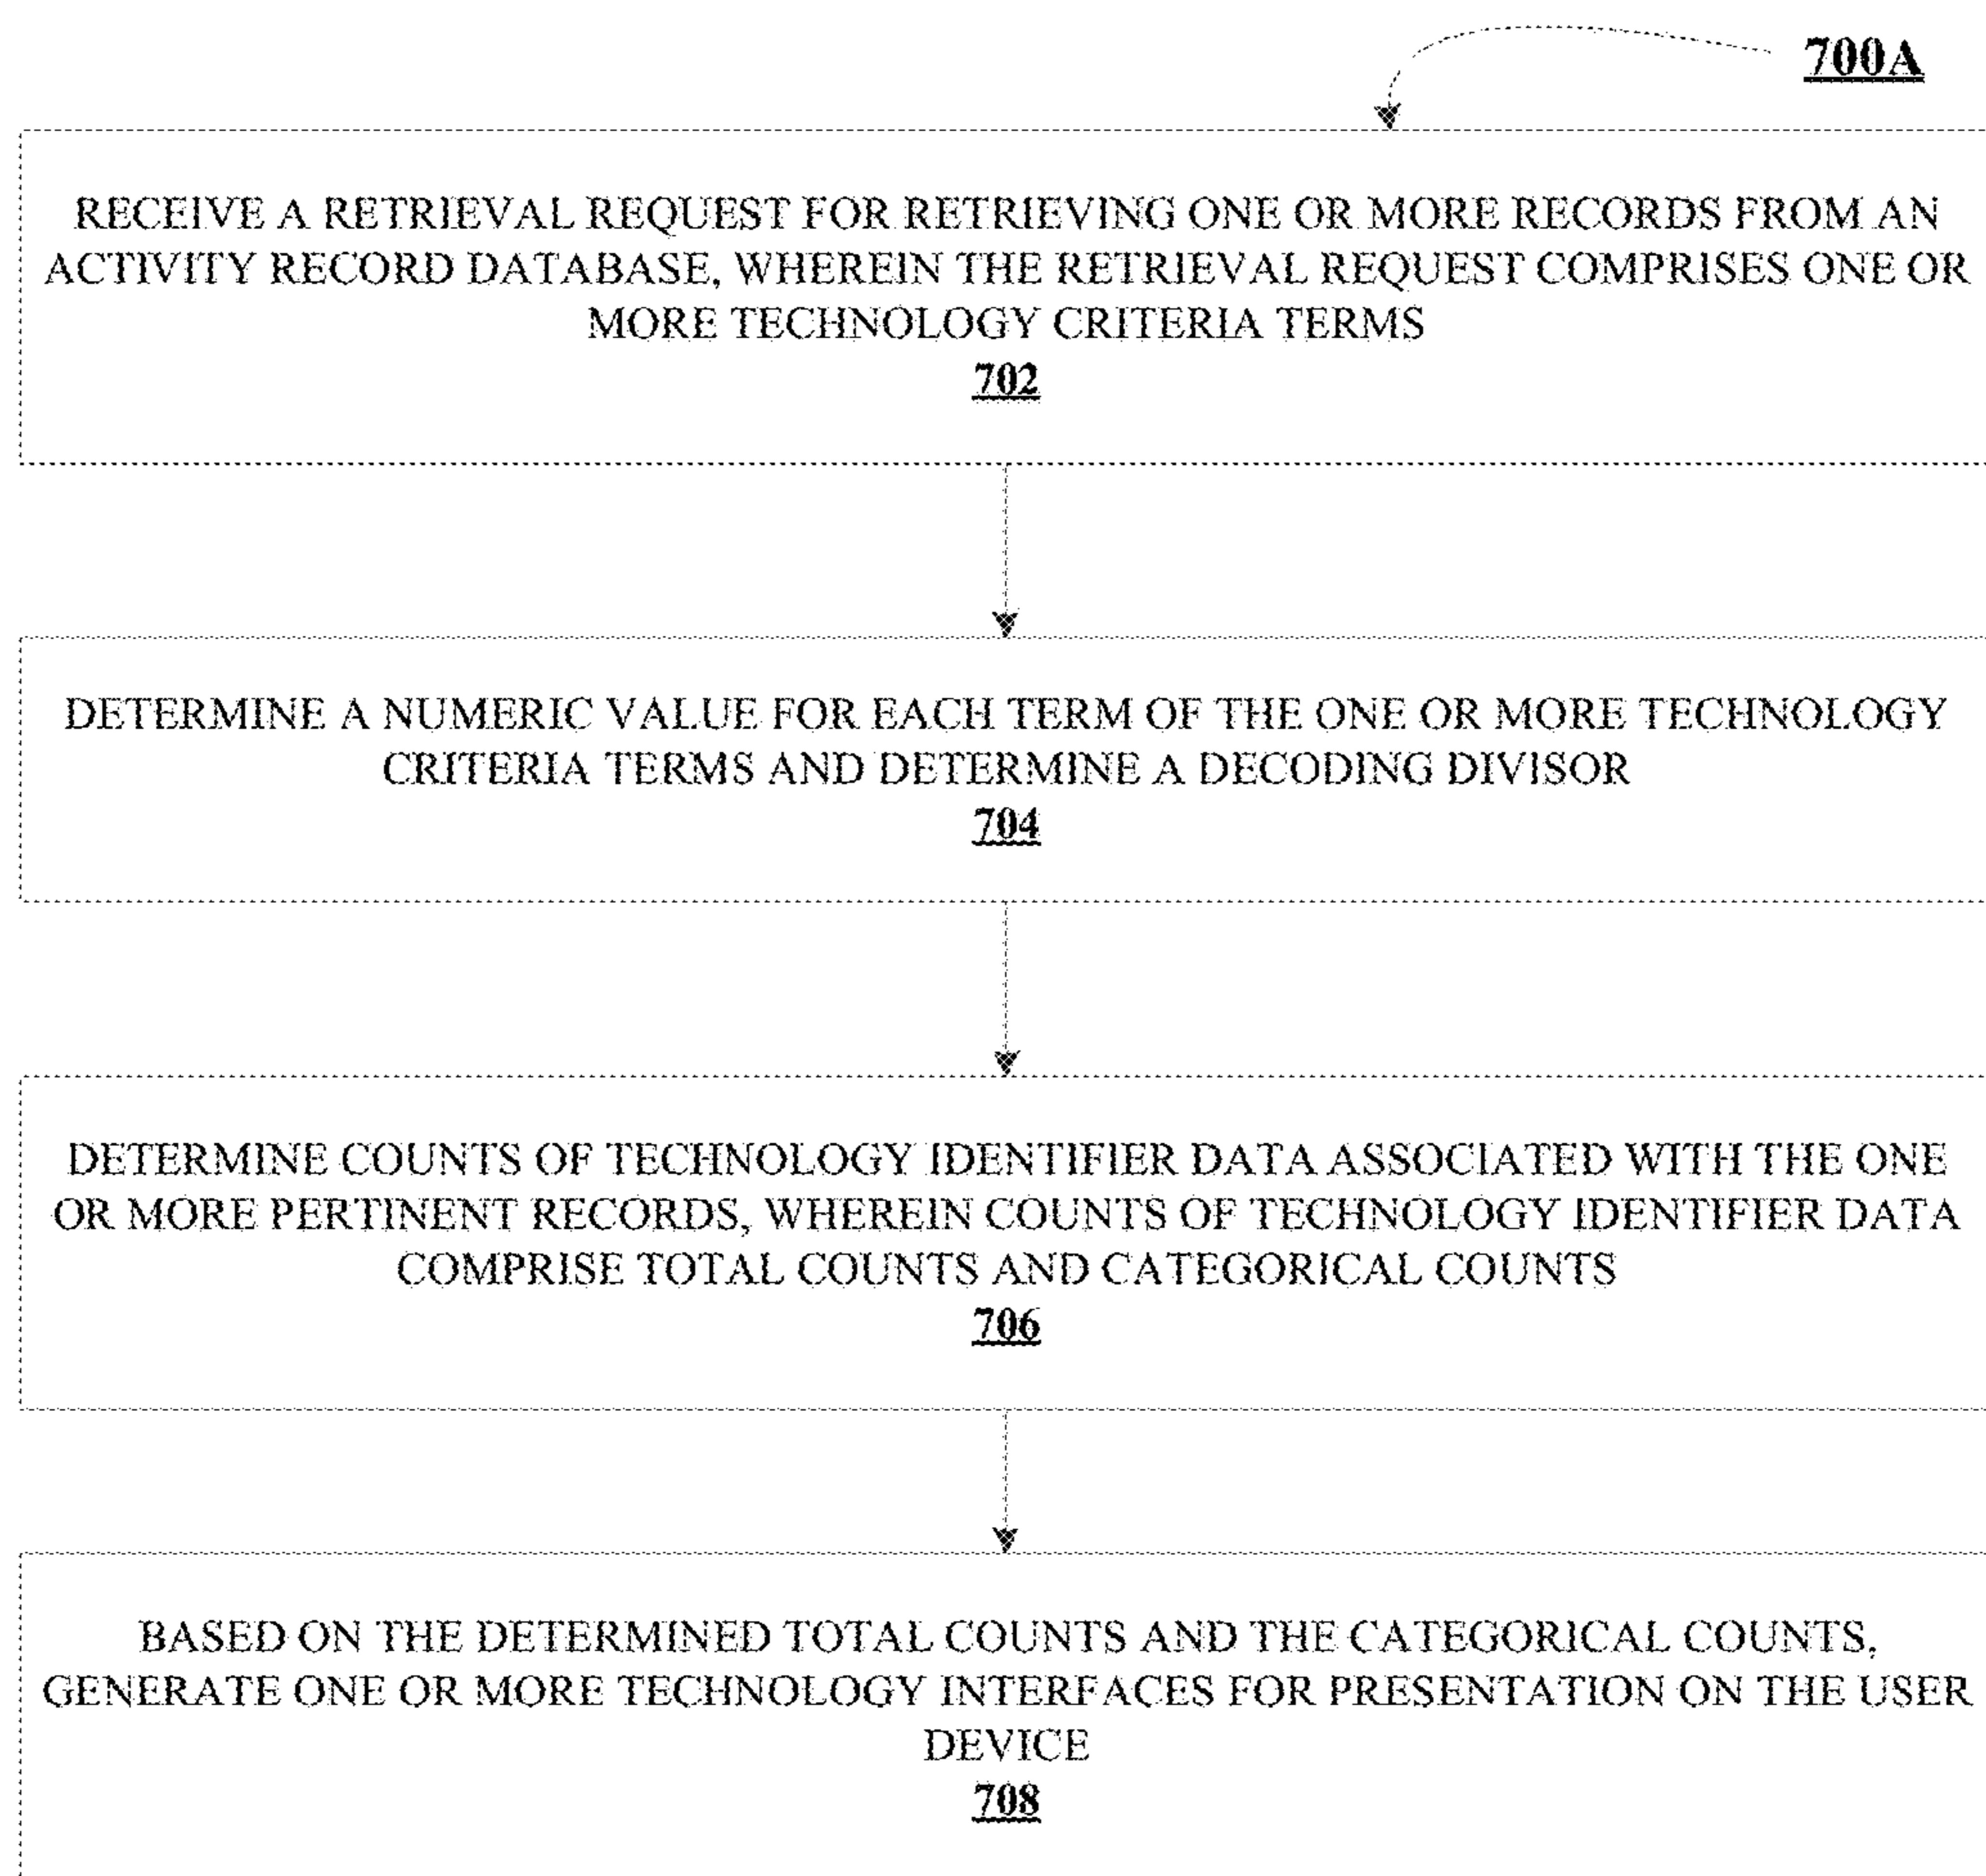 700A
RECEIVE A RETRIEVAL REQUEST FOR RETRIEVING ONE OR MORE RECORDS FROM AN
ACTIVITY RECORD DATABASE, WHEREIN THE RETRIEVAL REQUEST COMPRISES ONE OR
MORE TECHNOLOGY CRITERIA TERMS
702
DETERMINE A NUMERIC VALUE FOR EACH TERM OF THE ONE OR MORE TECHNOLOGY
CRITERIA TERMS AND DETERMINE A DECODING DIVISOR
704
DETERMINE COUNTS OF TECHNOLOGY IDENTIFIER DATA ASSOCIATED WITH THE ONE
OR MORE PERTINENT RECORDS, WHEREIN COUNTS OF TECHNOLOGY IDENTIFIER DATA
COMPRISE TOTAL COUNTS AND CATEGORICAL COUNTS
706
BASED ON THE DETERMINED TOTAL COUNTS AND THE CATEGORICAL COUNTS,
GENERATE ONE OR MORE TECHNOLOGY INTERFACES FOR PRESENTATION ON THE USER
DEVICE
708